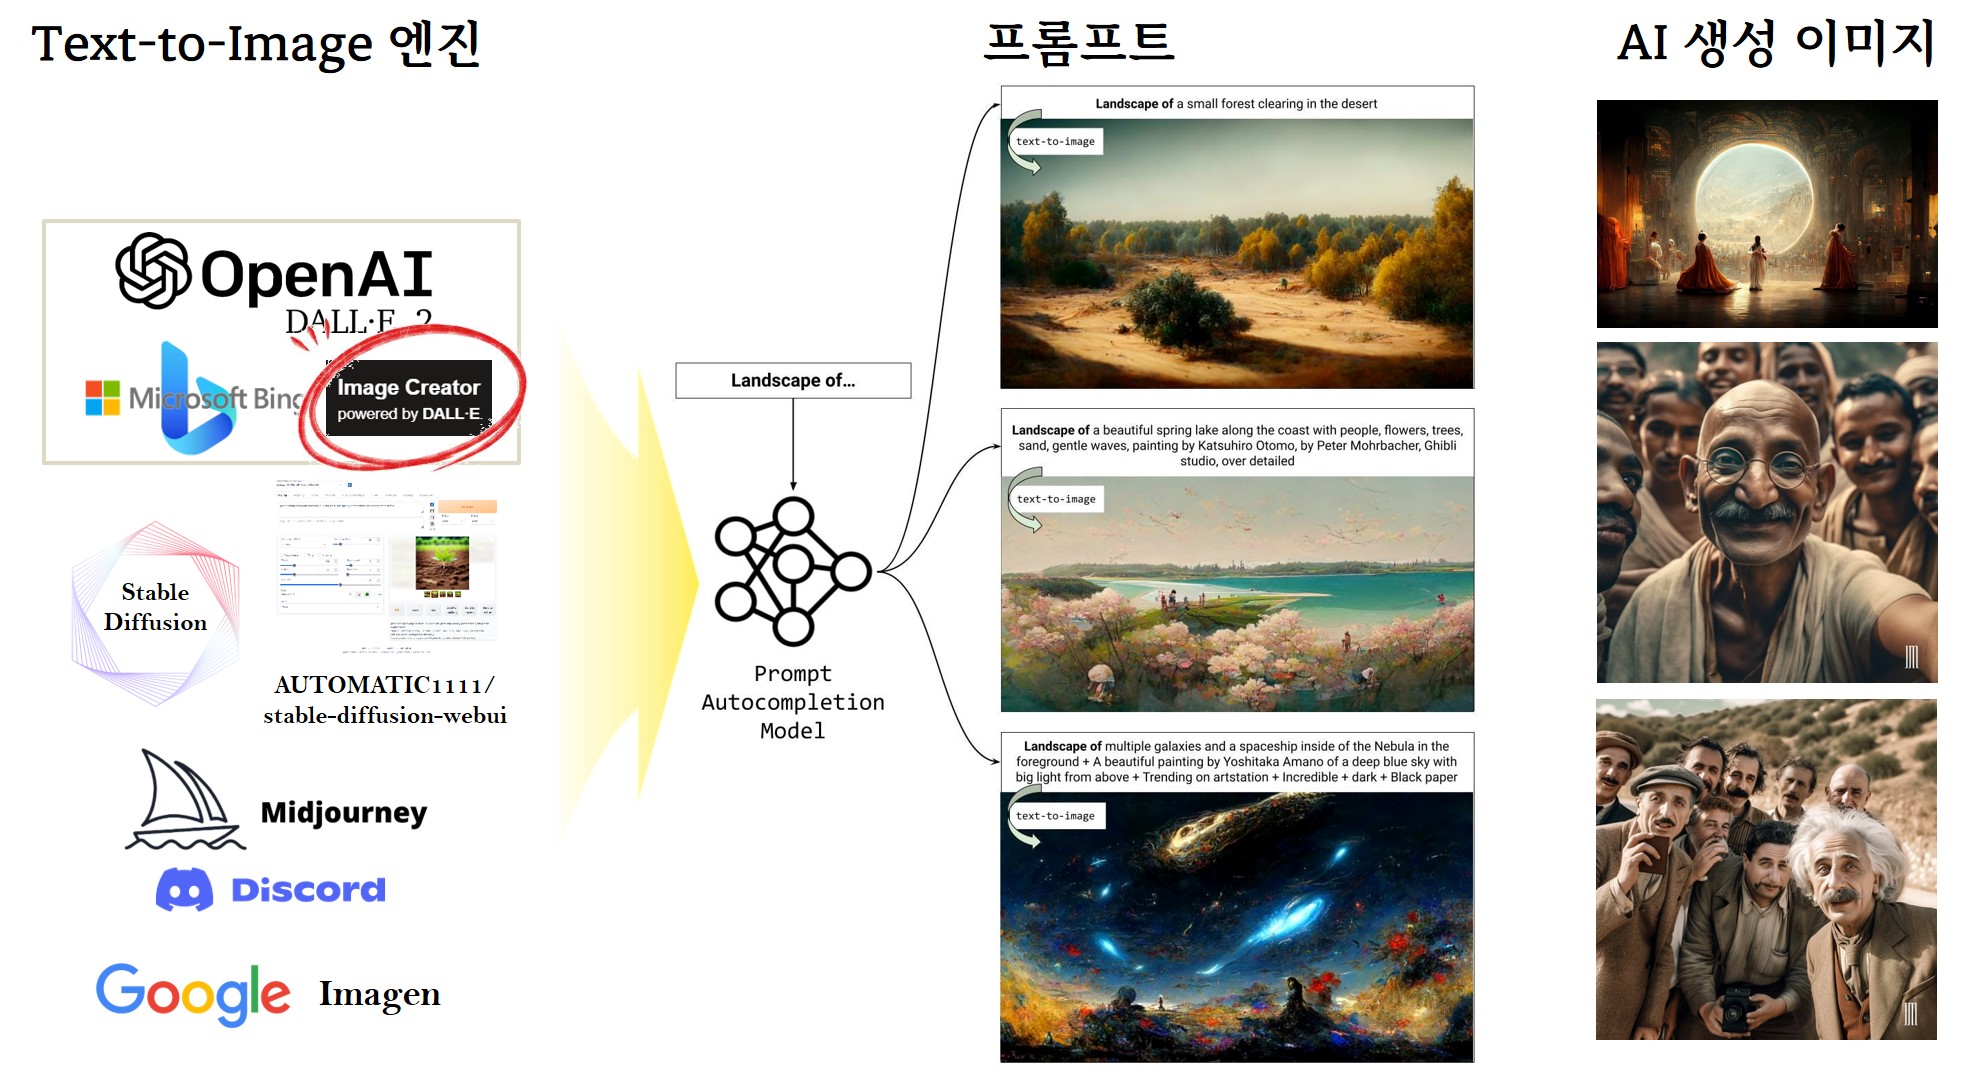 Text-to-Image 엔진
프롬프트
AI 생성 이미지
OpenAI
DALL·E 2
Microsoft Bing
Image Creator
powered by DALL·E
Stable
Diffusion
AUTOMATIC1111/
stable-diffusion-webui
Midjourney
Discord
Google Imagen
Landscape of...
Prompt
Autocompletion
Model
Landscape of a small forest clearing in the desert
text-to-image
Landscape of a beautiful spring lake along the coast with people, flowers, trees,
sand, gentle waves, painting by Katsuhiro Otomo, by Peter Mohrbacher, Ghibli
studio, over detailed
text-to-image
Landscape of multiple galaxies and a spaceship inside of the Nebula in the
foreground + A beautiful painting by Yoshitaka Amano of a deep blue sky with
big light from above + Trending on artstation + Incredible + dark + Black paper
text-to-image